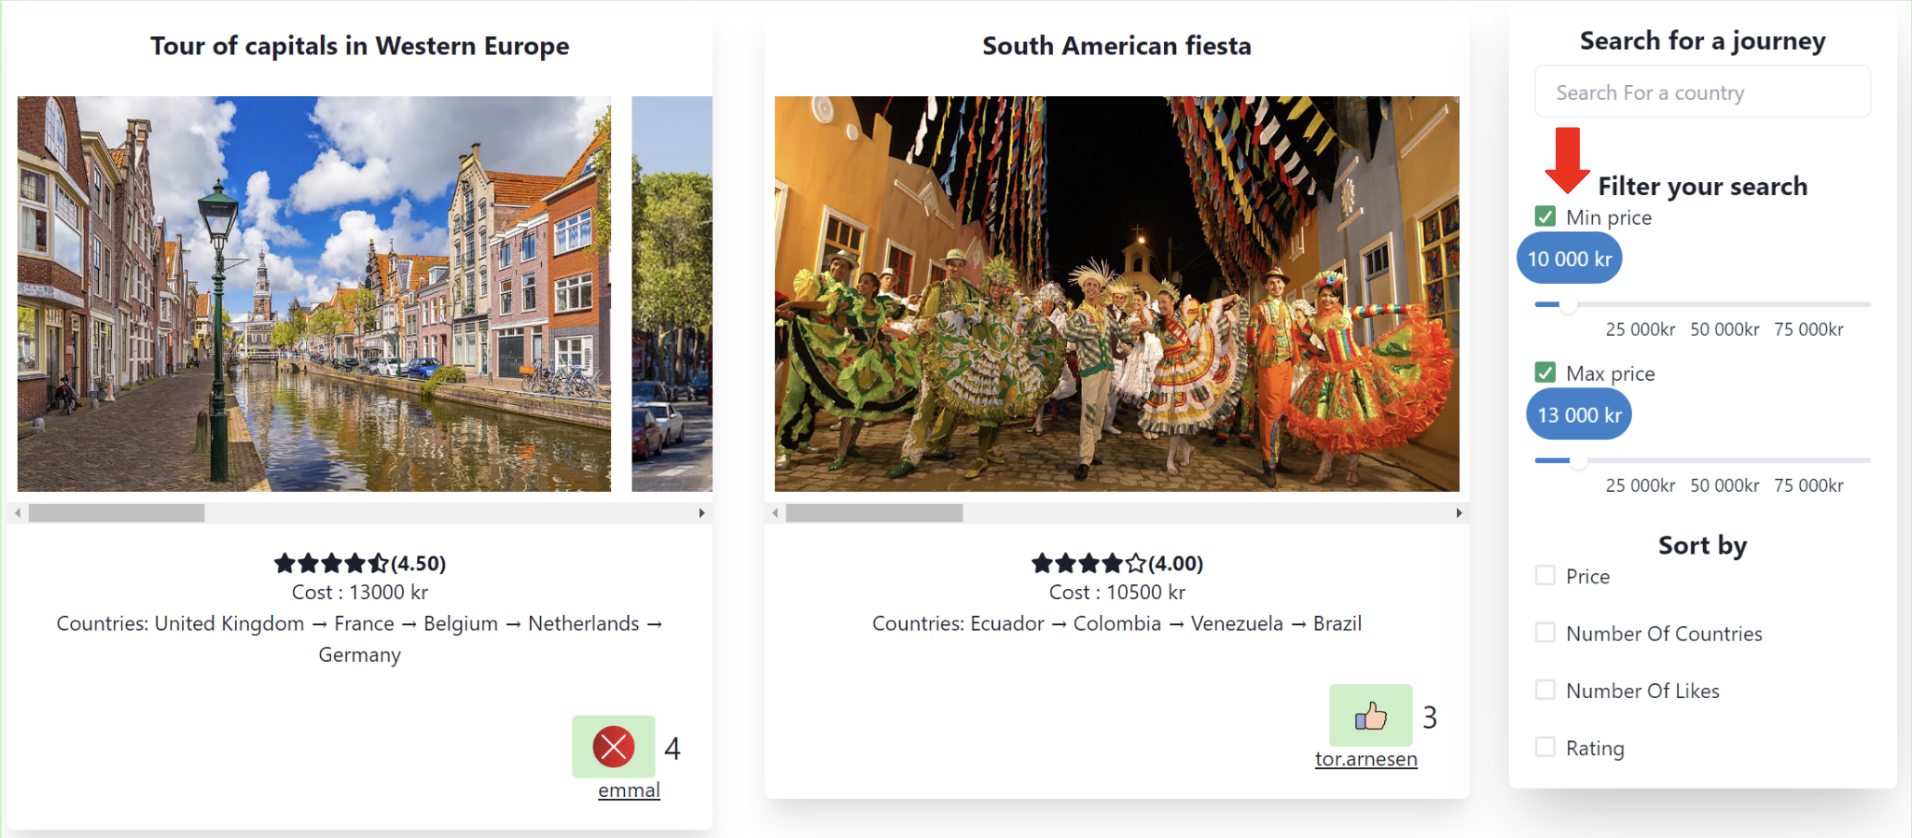 Tour of capitals in Western Europe
(4.50)
Cost : 13000 kr
Countries: United Kingdom → France → Belgium → Netherlands →
Germany
4
emmal
South American fiesta
(4.00)
Cost : 10500 kr
Countries: Ecuador → Colombia → Venezuela → Brazil
3
tor.arnesen
Search for a journey
Search For a country
Filter your search
Min price
10 000 kr
25 000kr 50 000kr 75 000kr
Max price
13 000 kr
25 000kr 50 000kr 75 000kr
Sort by
Price
Number Of Countries
Number Of Likes
Rating